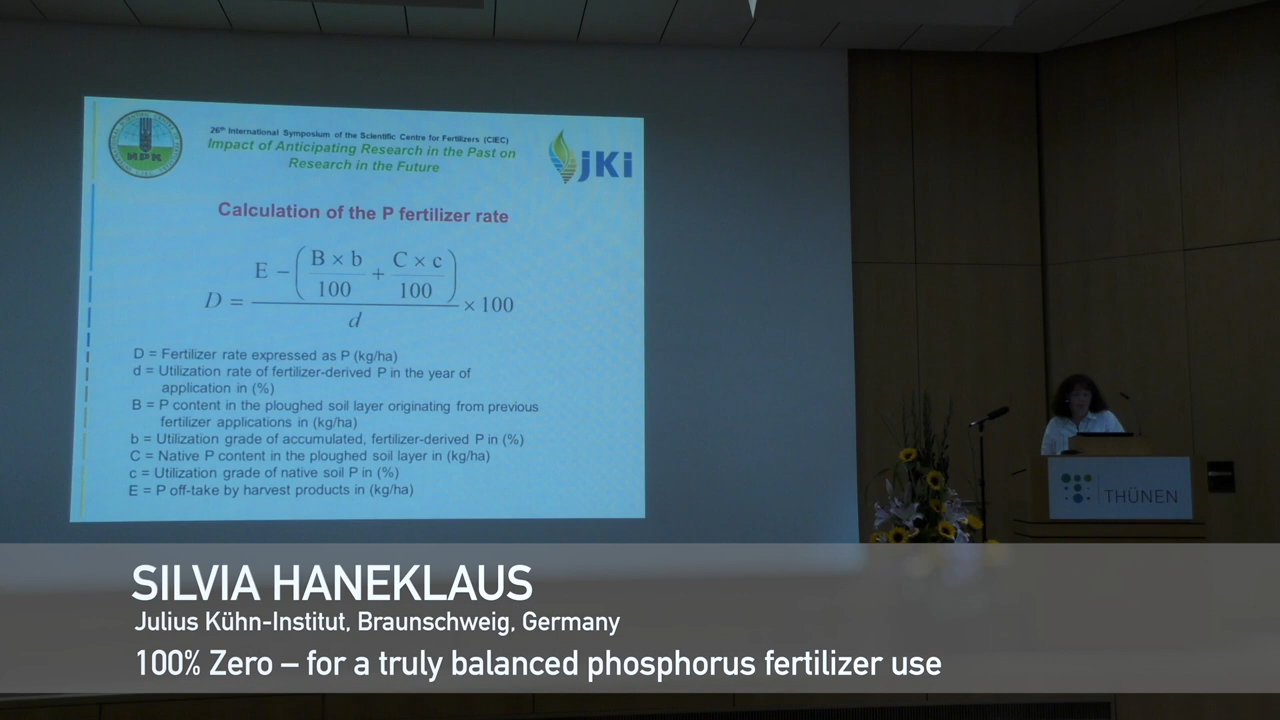 26th International Symposium of the Scientific Centre for Fertilizers (CIEC)
Impact of Anticipating Research in the Past on
Research in the Future
NPK
JKi
Calculation of the P fertilizer rate
D = (E − (B × b / 100 + C × c / 100)) / d × 100
D = Fertilizer rate expressed as P (kg/ha)
d = Utilization rate of fertilizer-derived P in the year of
application in (%)
B = P content in the ploughed soil layer originating from previous
fertilizer applications in (kg/ha)
b = Utilization grade of accumulated, fertilizer-derived P in (%)
C = Native P content in the ploughed soil layer in (kg/ha)
c = Utilization grade of native soil P in (%)
E = P off-take by harvest products in (kg/ha)
THÜNEN
SILVIA HANEKLAUS
Julius Kühn-Institut, Braunschweig, Germany
100% Zero – for a truly balanced phosphorus fertilizer use